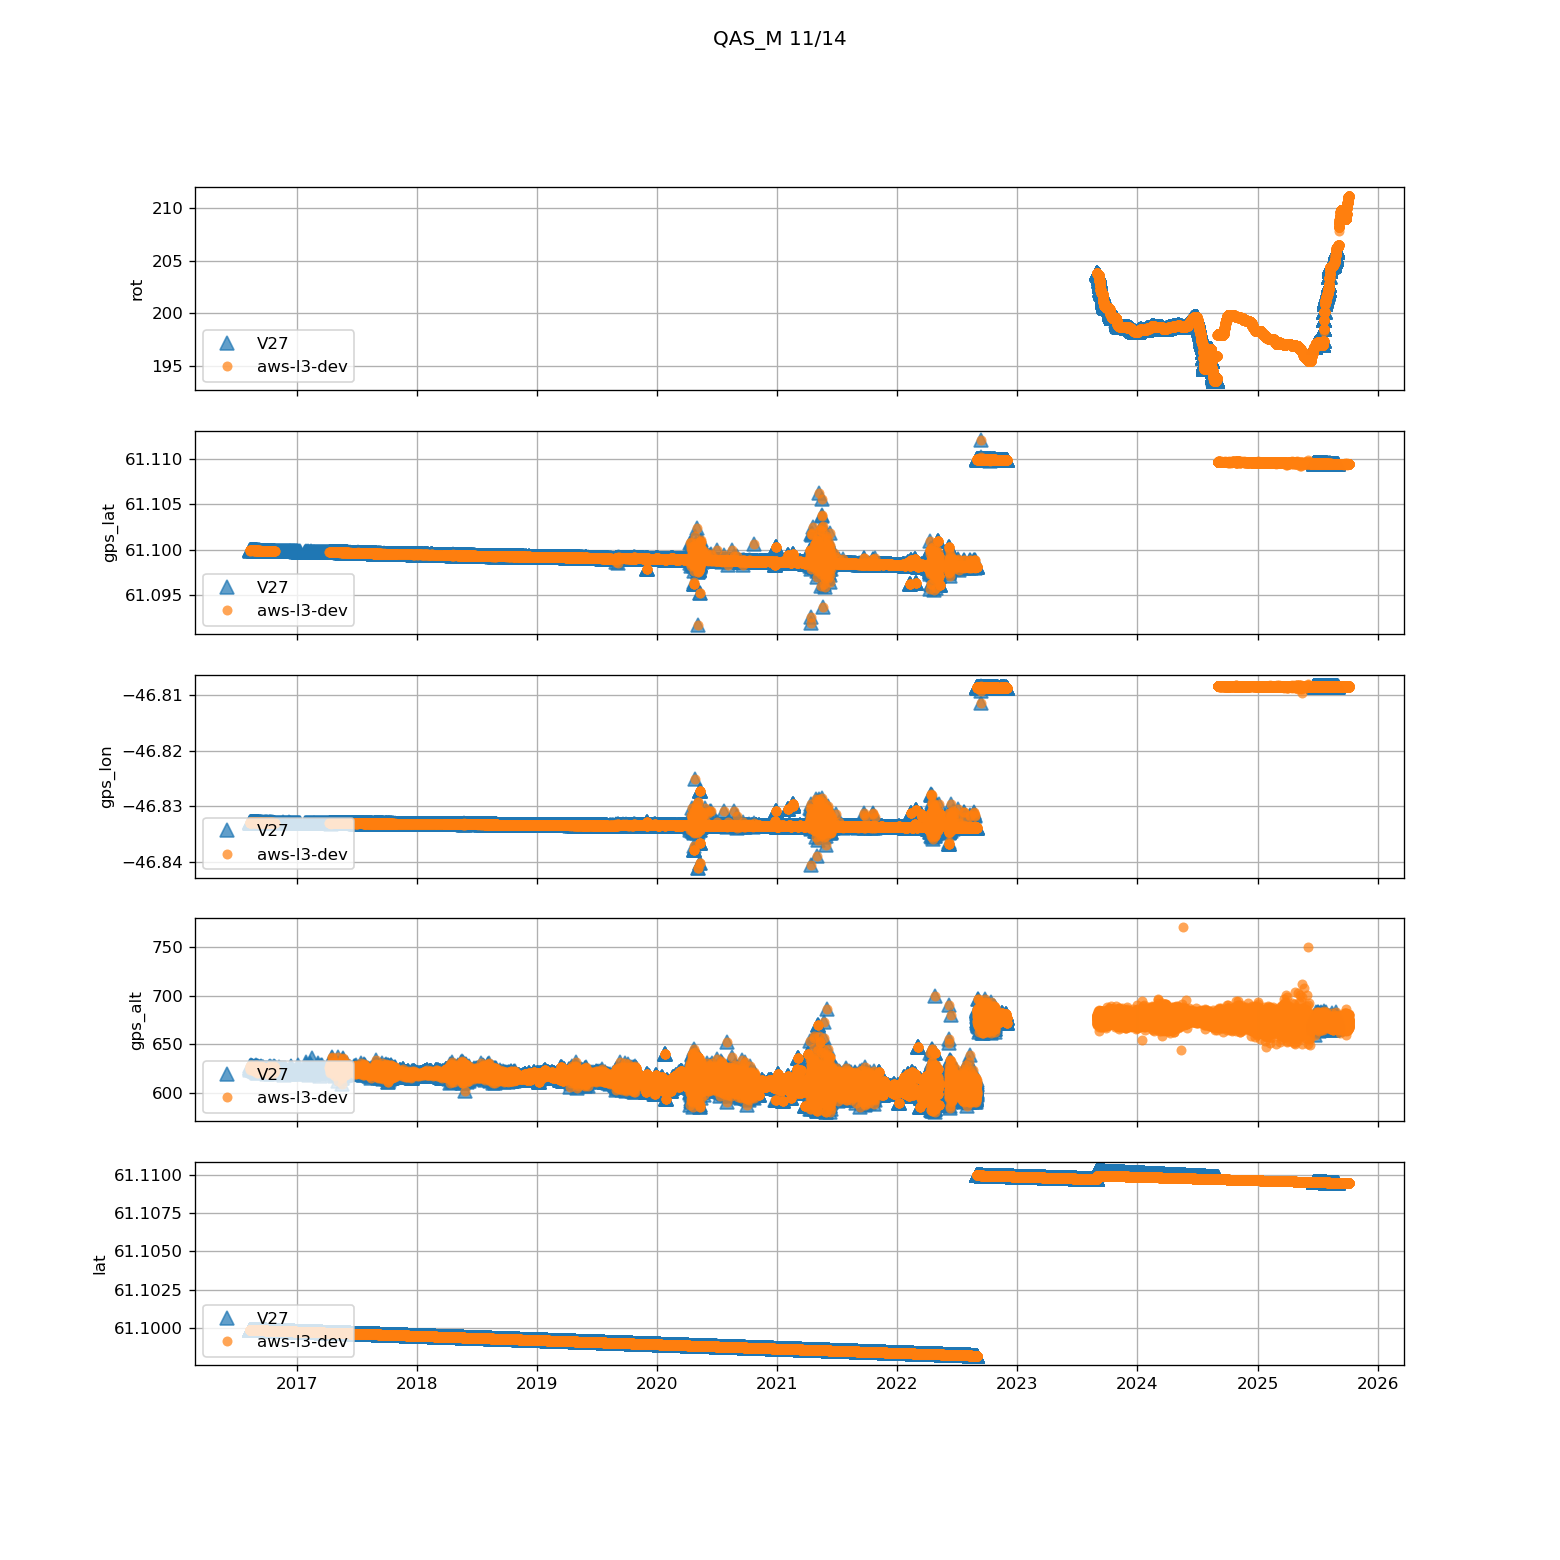 QAS_M 11/14
210
205
200
195
rot
V27
aws-l3-dev
61.110
61.105
61.100
61.095
gps_lat
V27
aws-l3-dev
−46.81
−46.82
−46.83
−46.84
gps_lon
V27
aws-l3-dev
750
700
650
600
gps_alt
V27
aws-l3-dev
61.1100
61.1075
61.1050
61.1025
61.1000
lat
V27
aws-l3-dev
2017 2018 2019 2020 2021 2022 2023 2024 2025 2026